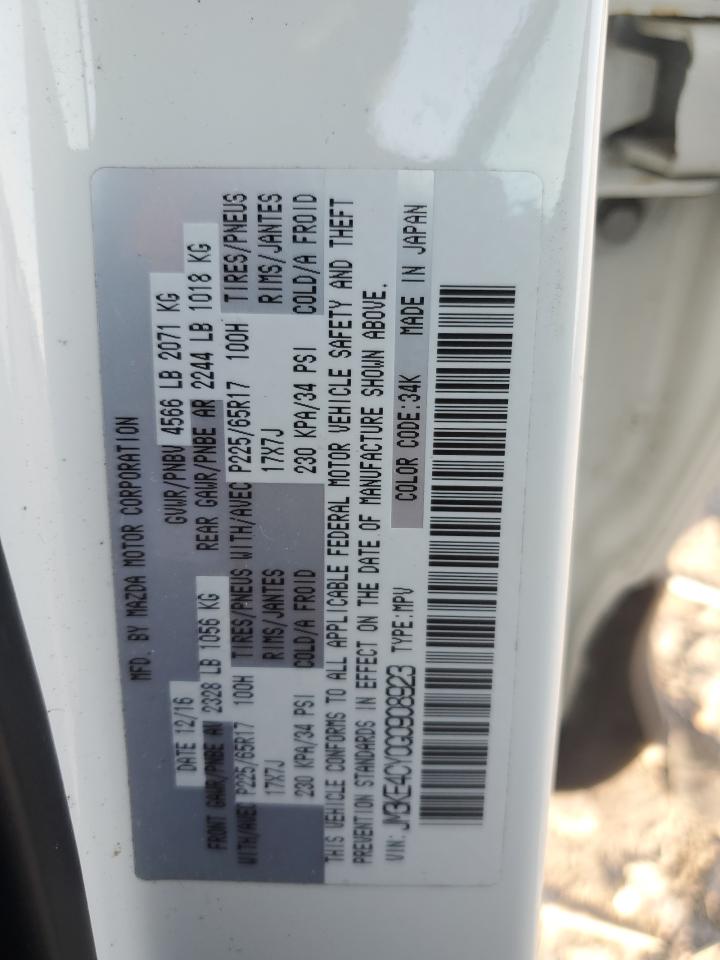 MFD. BY MAZDA MOTOR CORPORATION
DATE 12/16 GVWR/PNBV 4566 LB 2071 KG
FRONT GAWR/PNBE AV 2328 LB 1056 KG REAR GAWR/PNBE AR 2244 LB 1018 KG
WITH/AVEC P225/65R17 100H TIRES/PNEUS WITH/AVEC P225/65R17 100H TIRES/PNEUS
17X7J RIMS/JANTES 17X7J RIMS/JANTES
230 KPA/34 PSI COLD/A FROID 230 KPA/34 PSI COLD/A FROID
THIS VEHICLE CONFORMS TO ALL APPLICABLE FEDERAL MOTOR VEHICLE SAFETY AND THEFT
PREVENTION STANDARDS IN EFFECT ON THE DATE OF MANUFACTURE SHOWN ABOVE.
VIN: JM3KE4CY0G0908923 TYPE:MPV COLOR CODE:34K MADE IN JAPAN